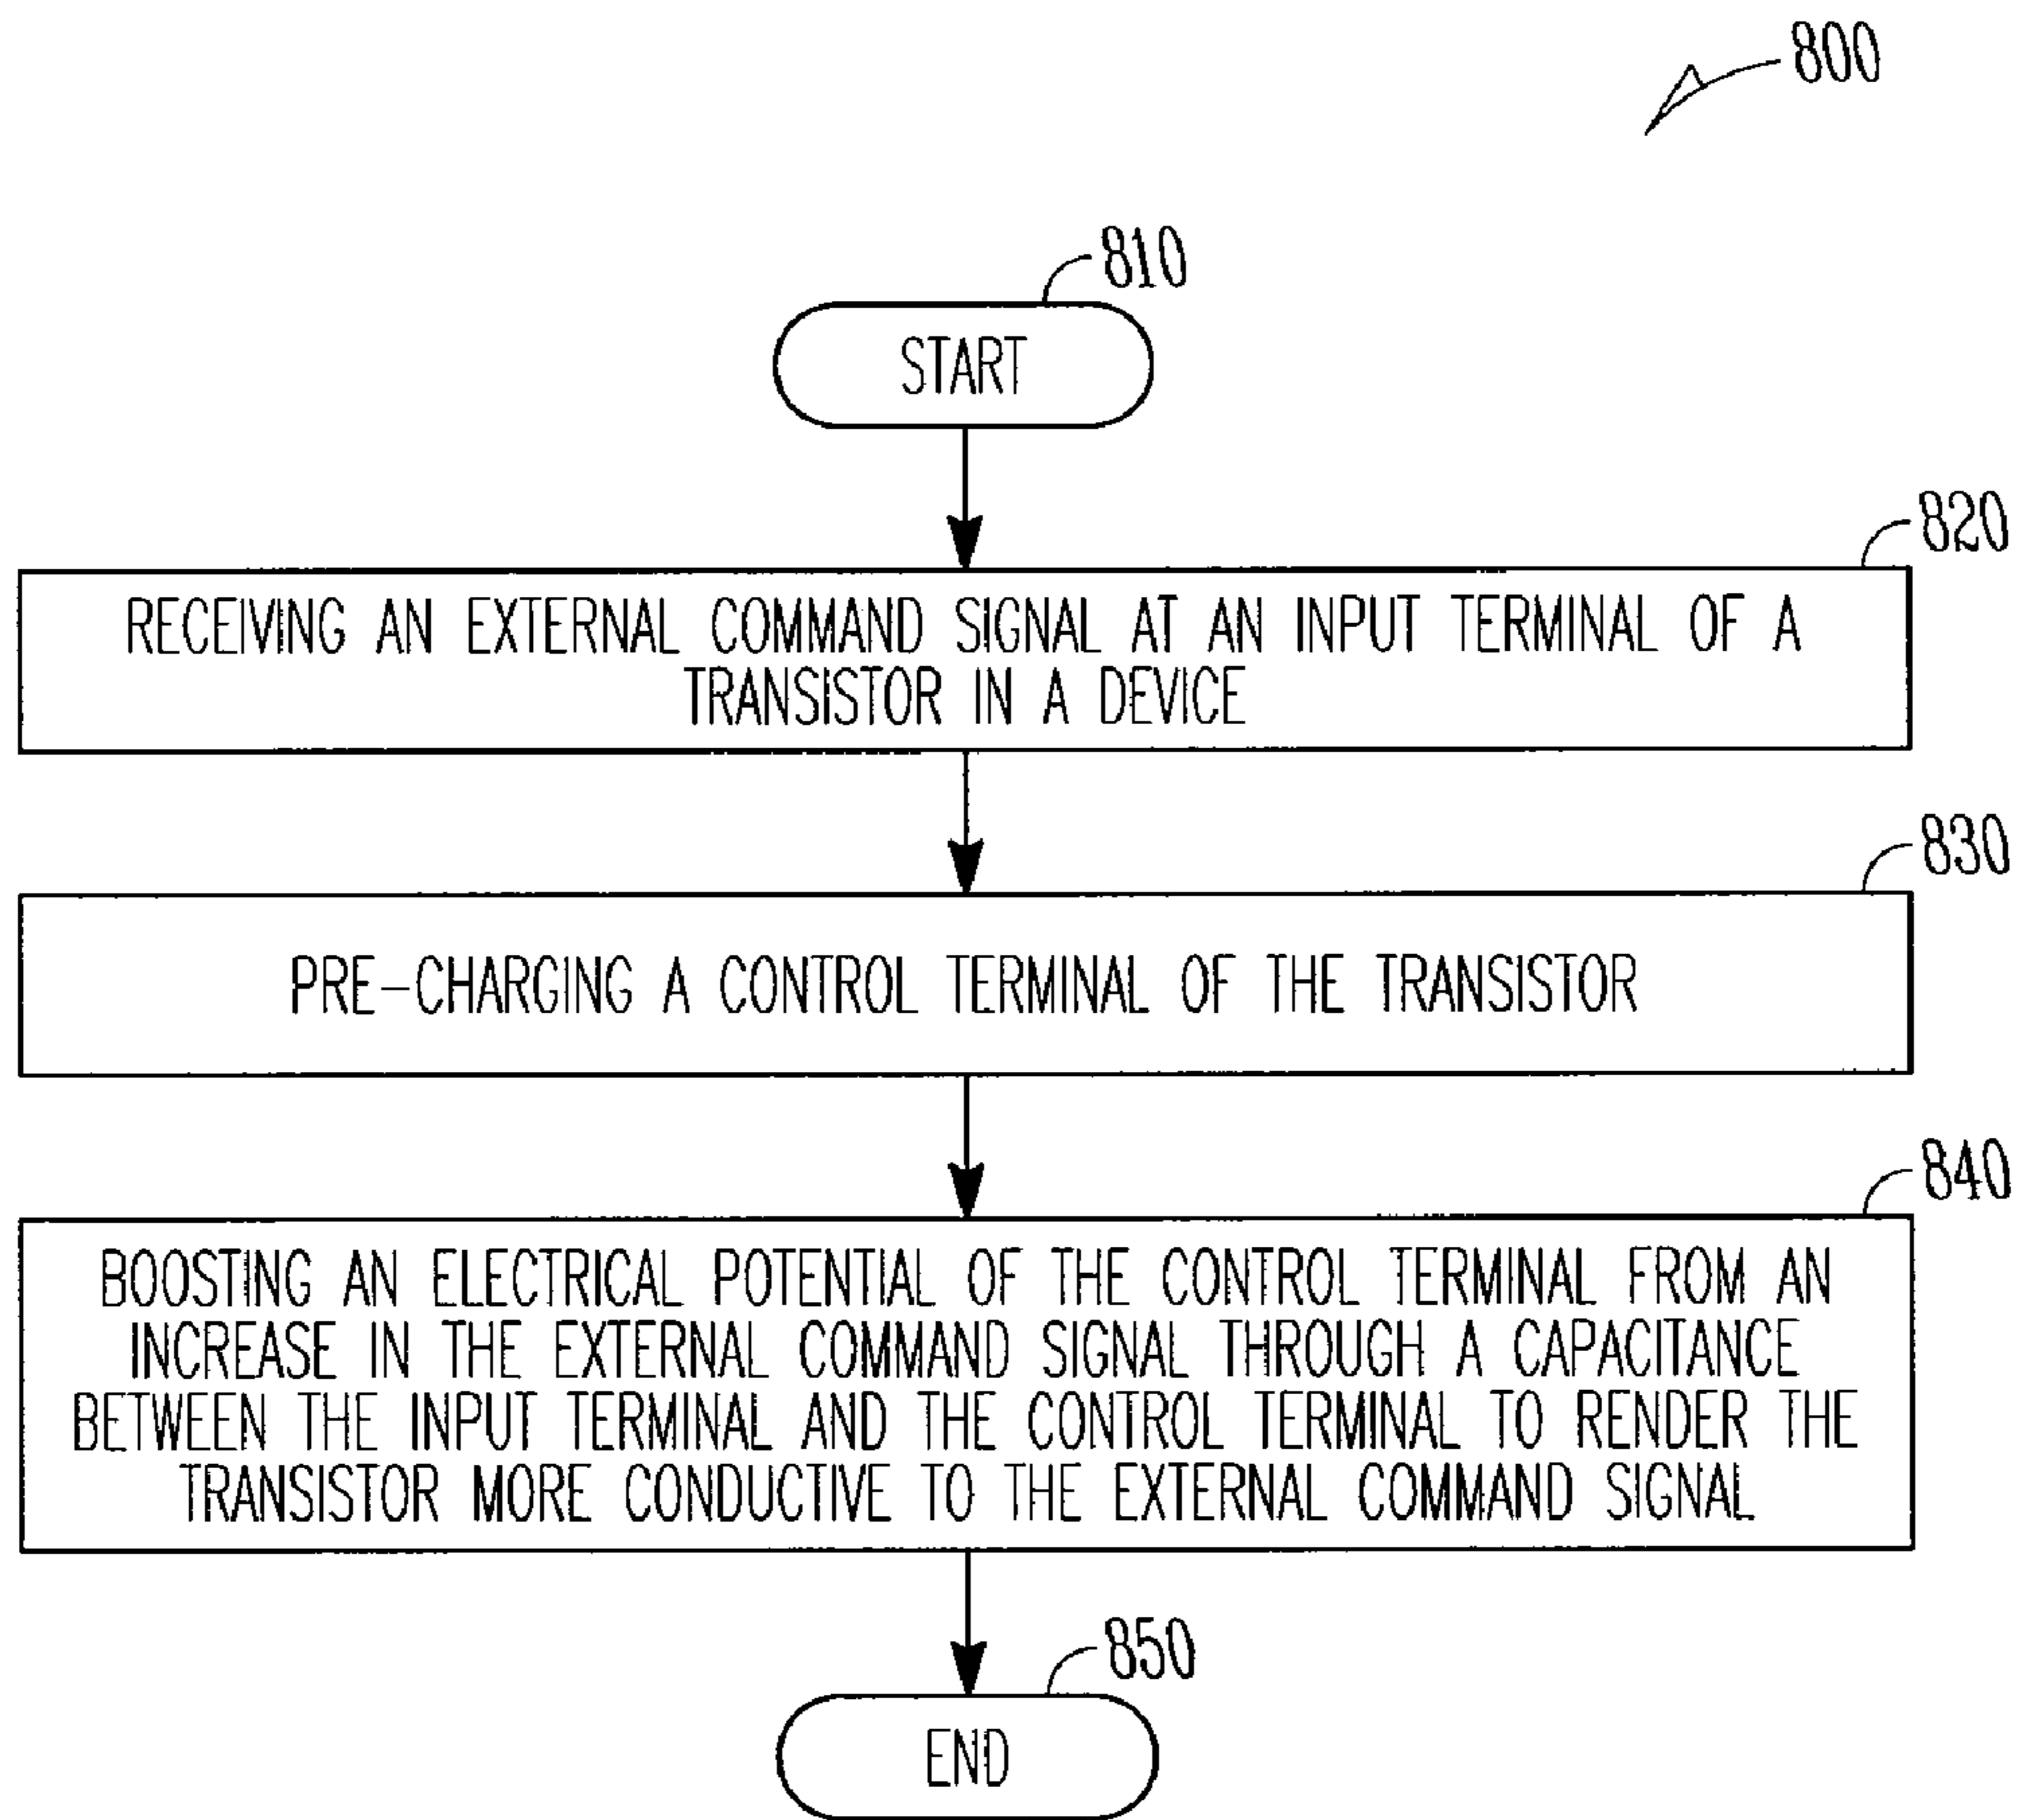 800
810
START
820
RECEIVING AN EXTERNAL COMMAND SIGNAL AT AN INPUT TERMINAL OF A
TRANSISTOR IN A DEVICE
830
PRE-CHARGING A CONTROL TERMINAL OF THE TRANSISTOR
840
BOOSTING AN ELECTRICAL POTENTIAL OF THE CONTROL TERMINAL FROM AN
INCREASE IN THE EXTERNAL COMMAND SIGNAL THROUGH A CAPACITANCE
BETWEEN THE INPUT TERMINAL AND THE CONTROL TERMINAL TO RENDER THE
TRANSISTOR MORE CONDUCTIVE TO THE EXTERNAL COMMAND SIGNAL
850
END